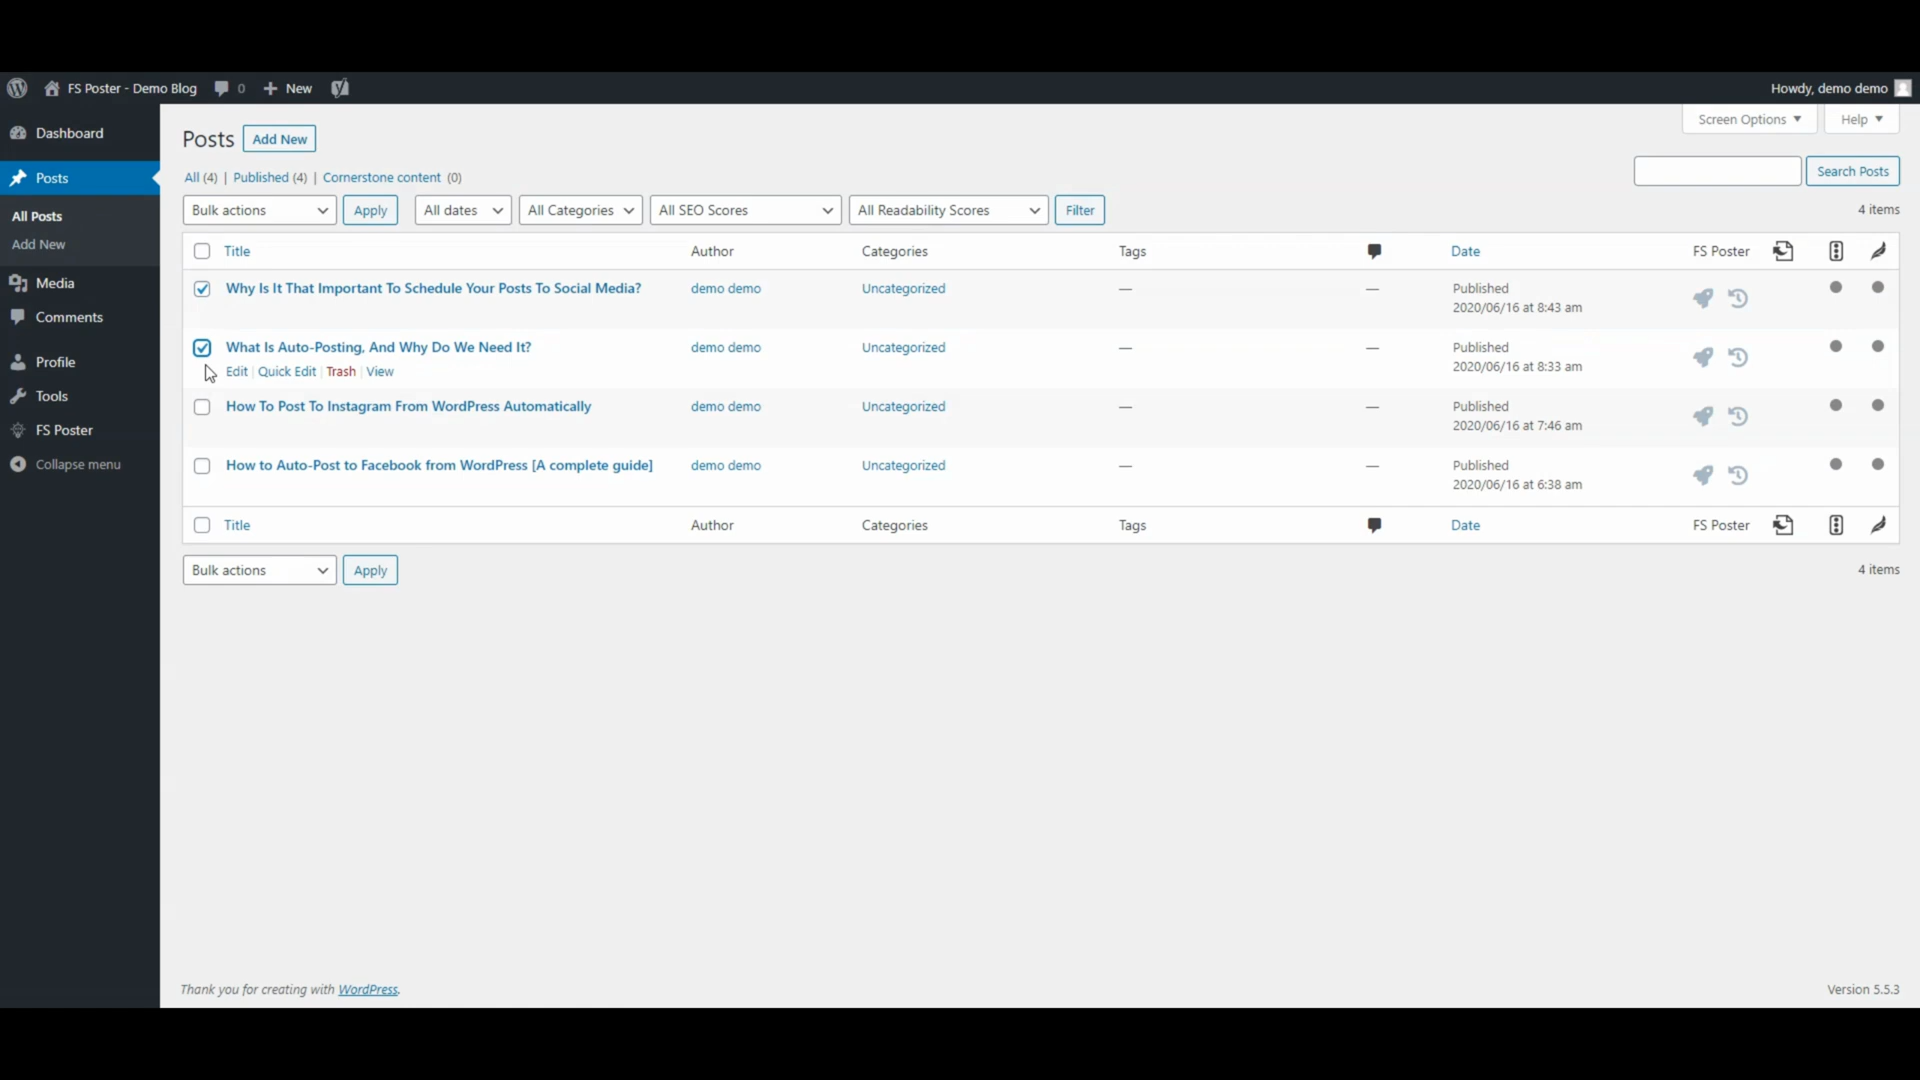 FS Poster - Demo Blog 0 New Howdy, demo demo
Screen Options Help
Dashboard
Posts
All Posts
Add New
Media
Comments
Profile
Tools
FS Poster
Collapse menu
Posts Add New
All (4) | Published (4) | Cornerstone content (0)
Search Posts
Bulk actions Apply All dates All Categories All SEO Scores All Readability Scores Filter 4 items
Title Author Categories Tags Date FS Poster
Why Is It That Important To Schedule Your Posts To Social Media? demo demo Uncategorized — — Published
2020/06/16 at 8:43 am
What Is Auto-Posting, And Why Do We Need It? demo demo Uncategorized — — Published
Edit | Quick Edit | Trash | View 2020/06/16 at 8:33 am
How To Post To Instagram From WordPress Automatically demo demo Uncategorized — — Published
2020/06/16 at 7:46 am
How to Auto-Post to Facebook from WordPress [A complete guide] demo demo Uncategorized — — Published
2020/06/16 at 6:38 am
Title Author Categories Tags Date FS Poster
Bulk actions Apply 4 items
Thank you for creating with WordPress. Version 5.5.3